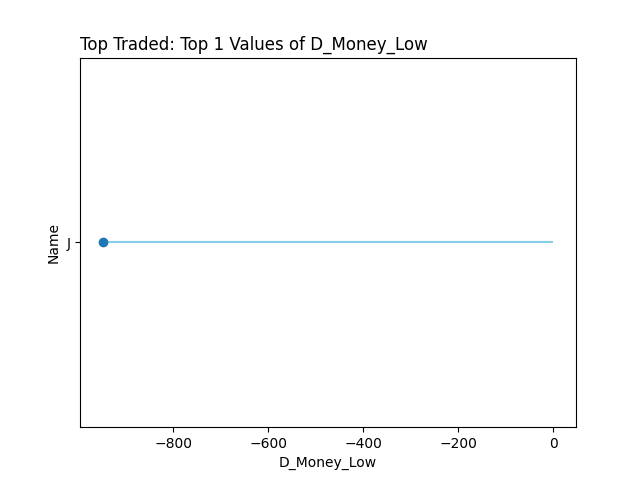 Top Traded: Top 1 Values of D_Money_Low
Name
J
−800 −600 −400 −200 0
D_Money_Low